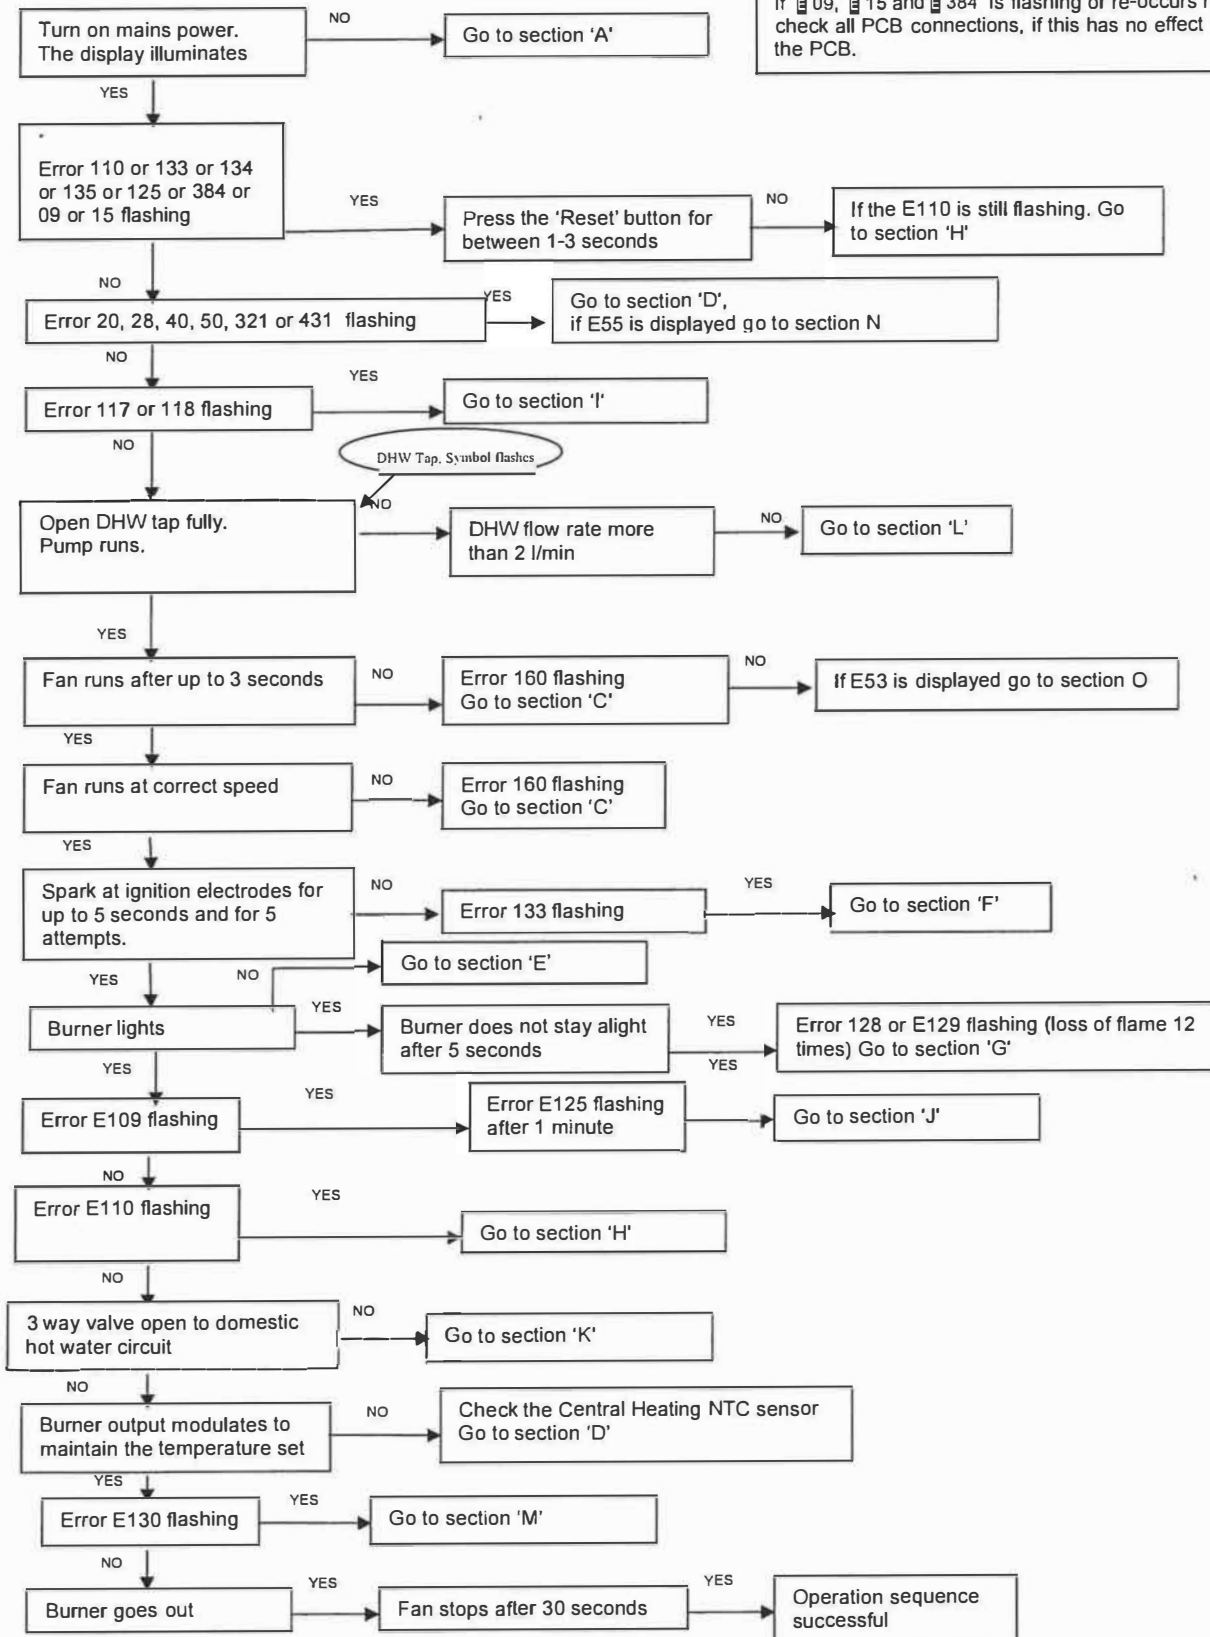 If E 09, E 15 and E 384 is flashing or re-occurs
check all PCB connections, if this has no effect
the PCB.
Turn on mains power.
The display illuminates
NO
Go to section 'A'
YES
Error 110 or 133 or 134
or 135 or 125 or 384 or
09 or 15 flashing
YES
Press the 'Reset' button for
between 1-3 seconds
NO
If the E110 is still flashing. Go
to section 'H'
NO
Error 20, 28, 40, 50, 321 or 431 flashing
YES
Go to section 'D',
if E55 is displayed go to section N
NO
Error 117 or 118 flashing
YES
Go to section 'I'
NO
DHW Tap. Symbol flashes
Open DHW tap fully.
Pump runs.
NO
DHW flow rate more
than 2 l/min
NO
Go to section 'L'
YES
Fan runs after up to 3 seconds
NO
Error 160 flashing
Go to section 'C'
NO
If E53 is displayed go to section O
YES
Fan runs at correct speed
NO
Error 160 flashing
Go to section 'C'
YES
Spark at ignition electrodes for
up to 5 seconds and for 5
attempts.
NO
Error 133 flashing
YES
Go to section 'F'
YES
NO
Go to section 'E'
Burner lights
YES
Burner does not stay alight
after 5 seconds
YES
YES
Error 128 or E129 flashing (loss of flame 12
times) Go to section 'G'
YES
Error E109 flashing
YES
Error E125 flashing
after 1 minute
Go to section 'J'
NO
Error E110 flashing
YES
Go to section 'H'
NO
3 way valve open to domestic
hot water circuit
NO
Go to section 'K'
NO
Burner output modulates to
maintain the temperature set
NO
Check the Central Heating NTC sensor
Go to section 'D'
YES
Error E130 flashing
YES
Go to section 'M'
NO
Burner goes out
YES
Fan stops after 30 seconds
YES
Operation sequence
successful